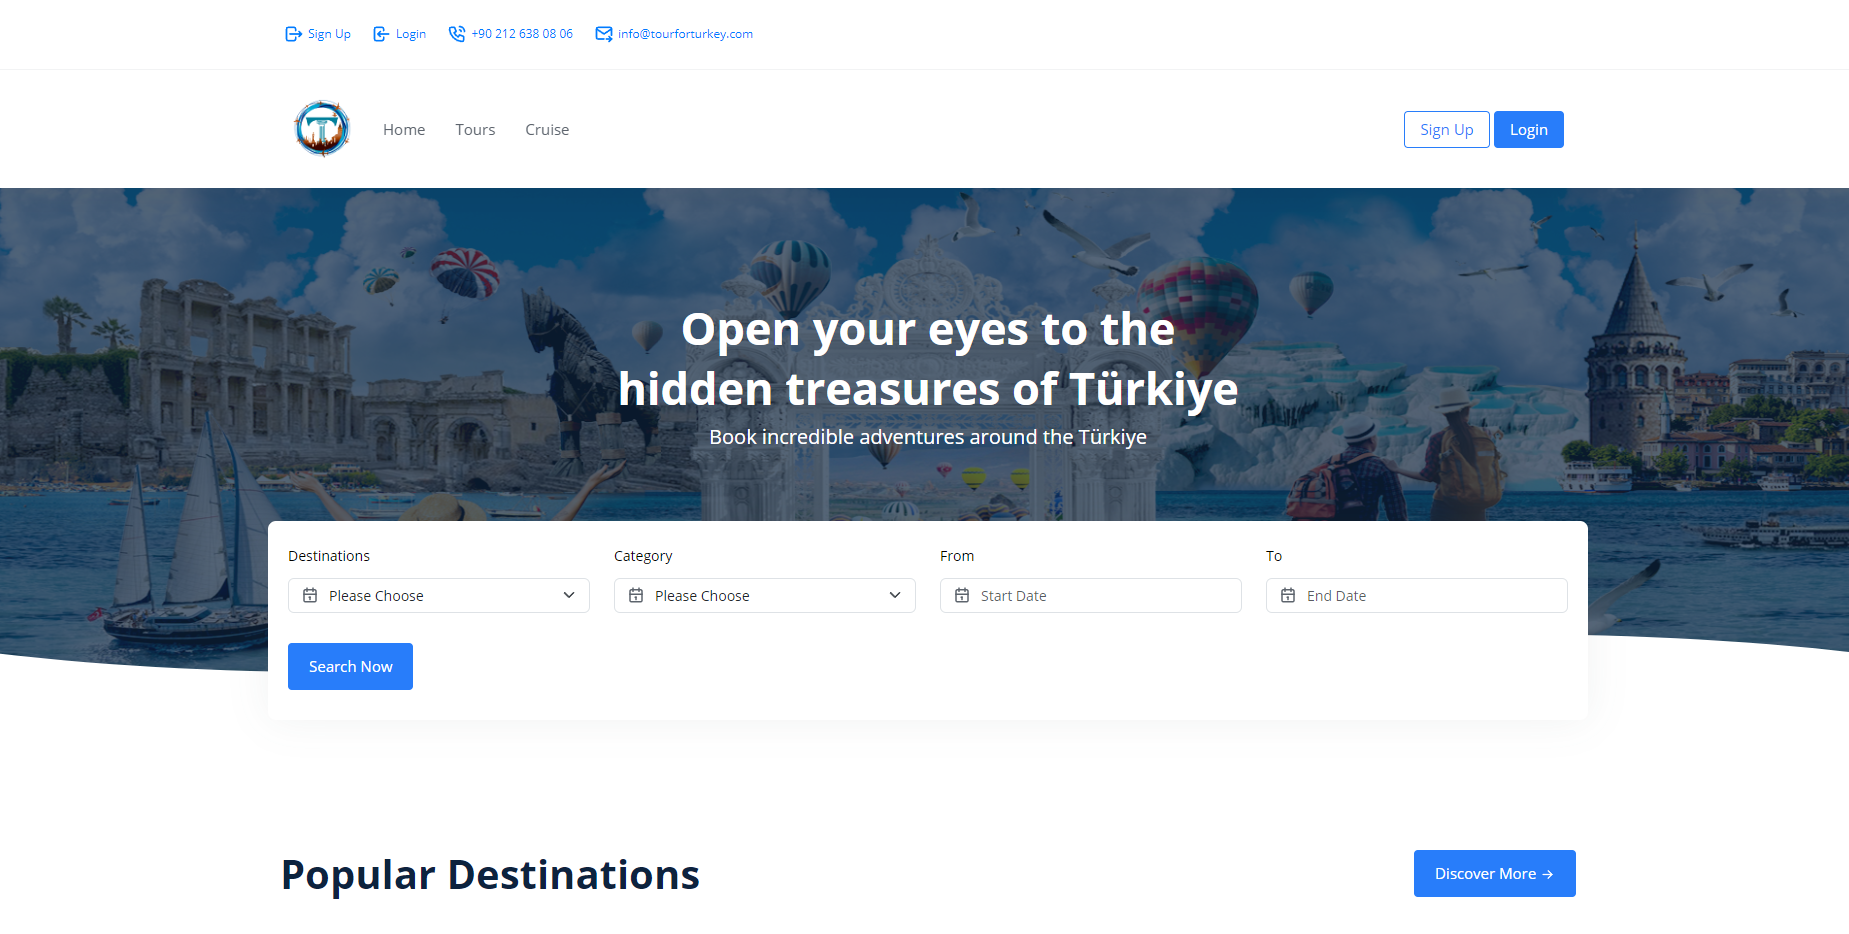 Sign Up Login +90 212 638 08 06 info@tourforturkey.com
T
Home Tours Cruise
Sign Up Login
Open your eyes to the
hidden treasures of Türkiye
Book incredible adventures around the Türkiye
Destinations Category From To
Please Choose Please Choose Start Date End Date
Search Now
Popular Destinations
Discover More →